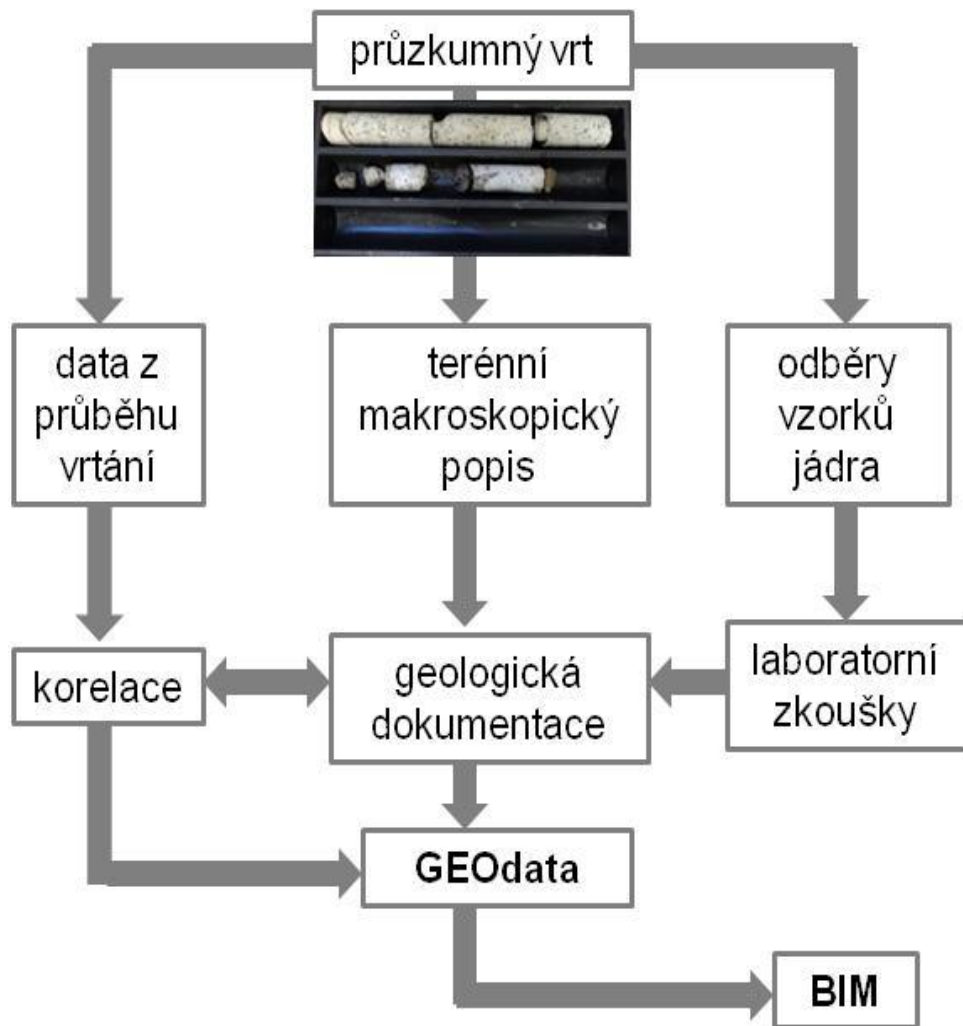 průzkumný vrt
data z
průběhu
vrtání
terénní
makroskopický
popis
odběry
vzorků
jádra
korelace
geologická
dokumentace
laboratorní
zkoušky
GEOdata
BIM